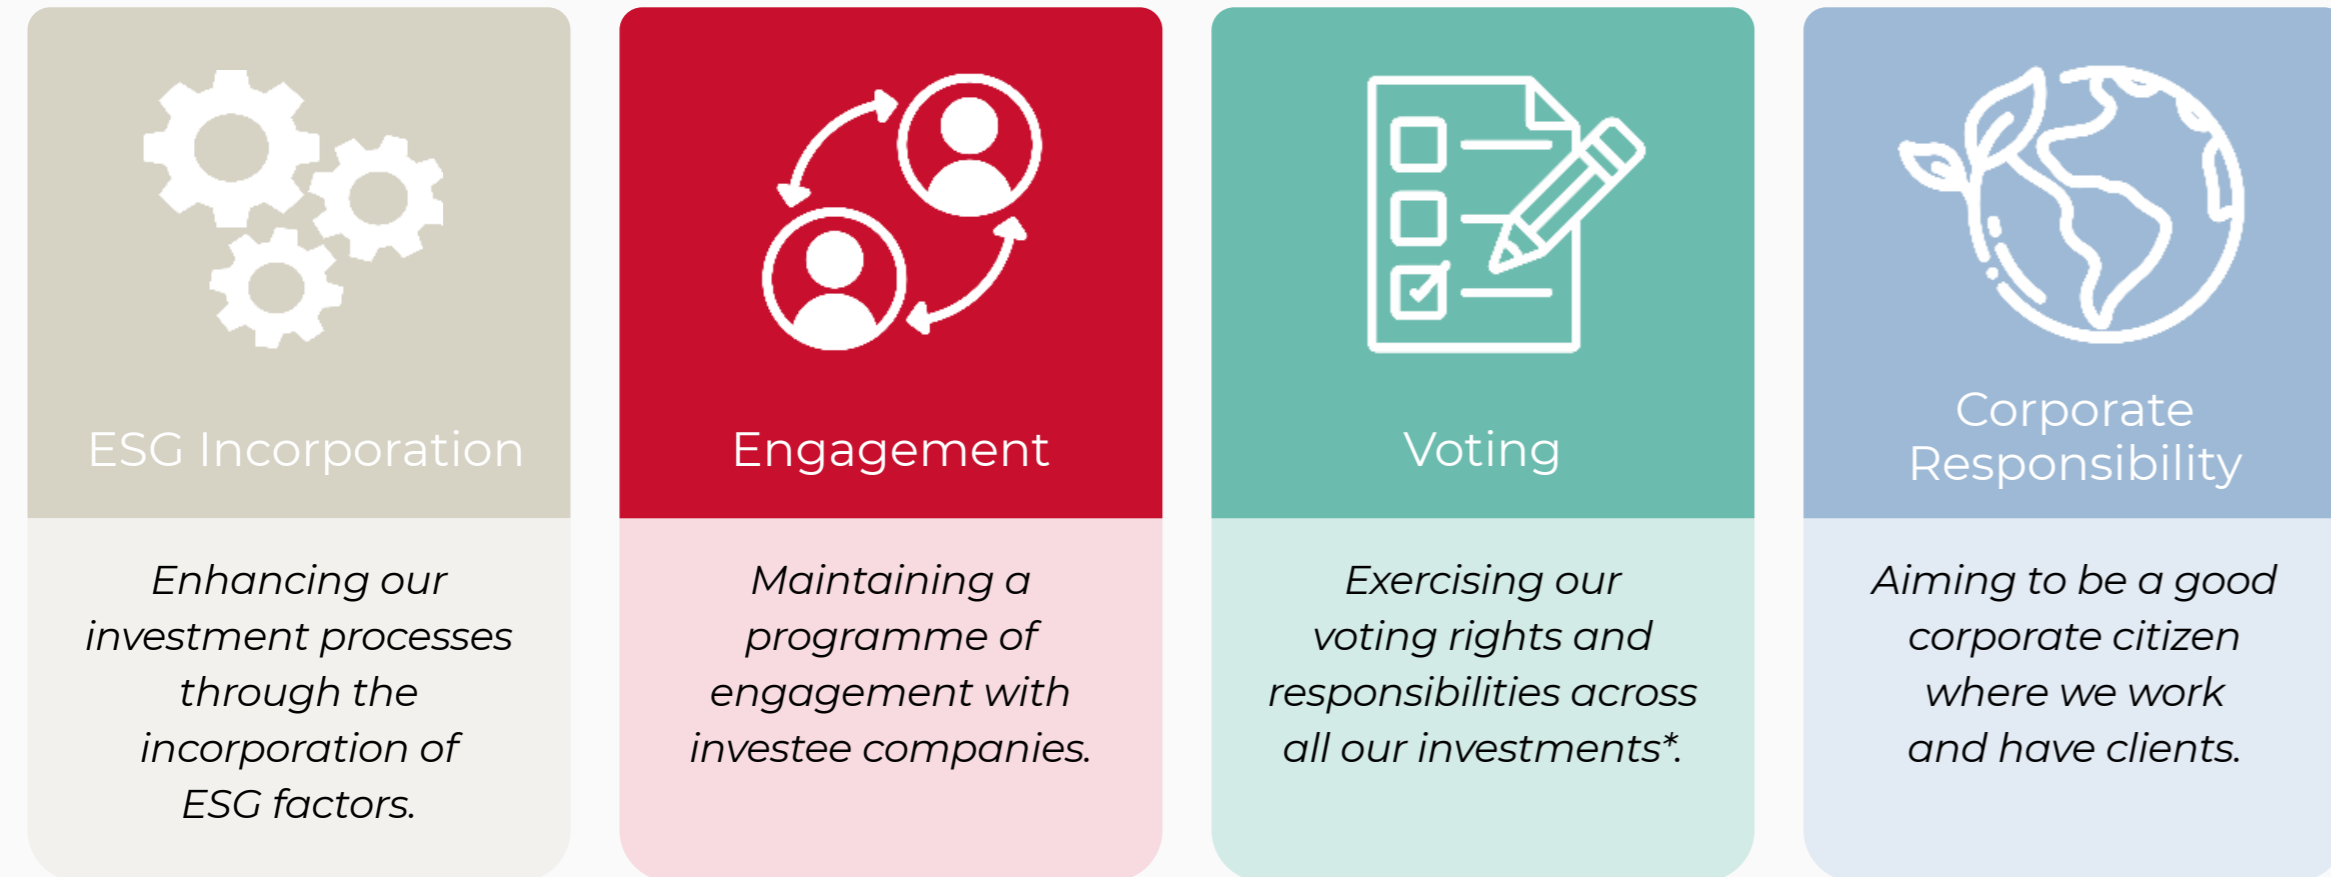 ESG Incorporation
Enhancing our
investment processes
through the
incorporation of
ESG factors.
Engagement
Maintaining a
programme of
engagement with
investee companies.
Voting
Exercising our
voting rights and
responsibilities across
all our investments*.
Corporate
Responsibility
Aiming to be a good
corporate citizen
where we work
and have clients.